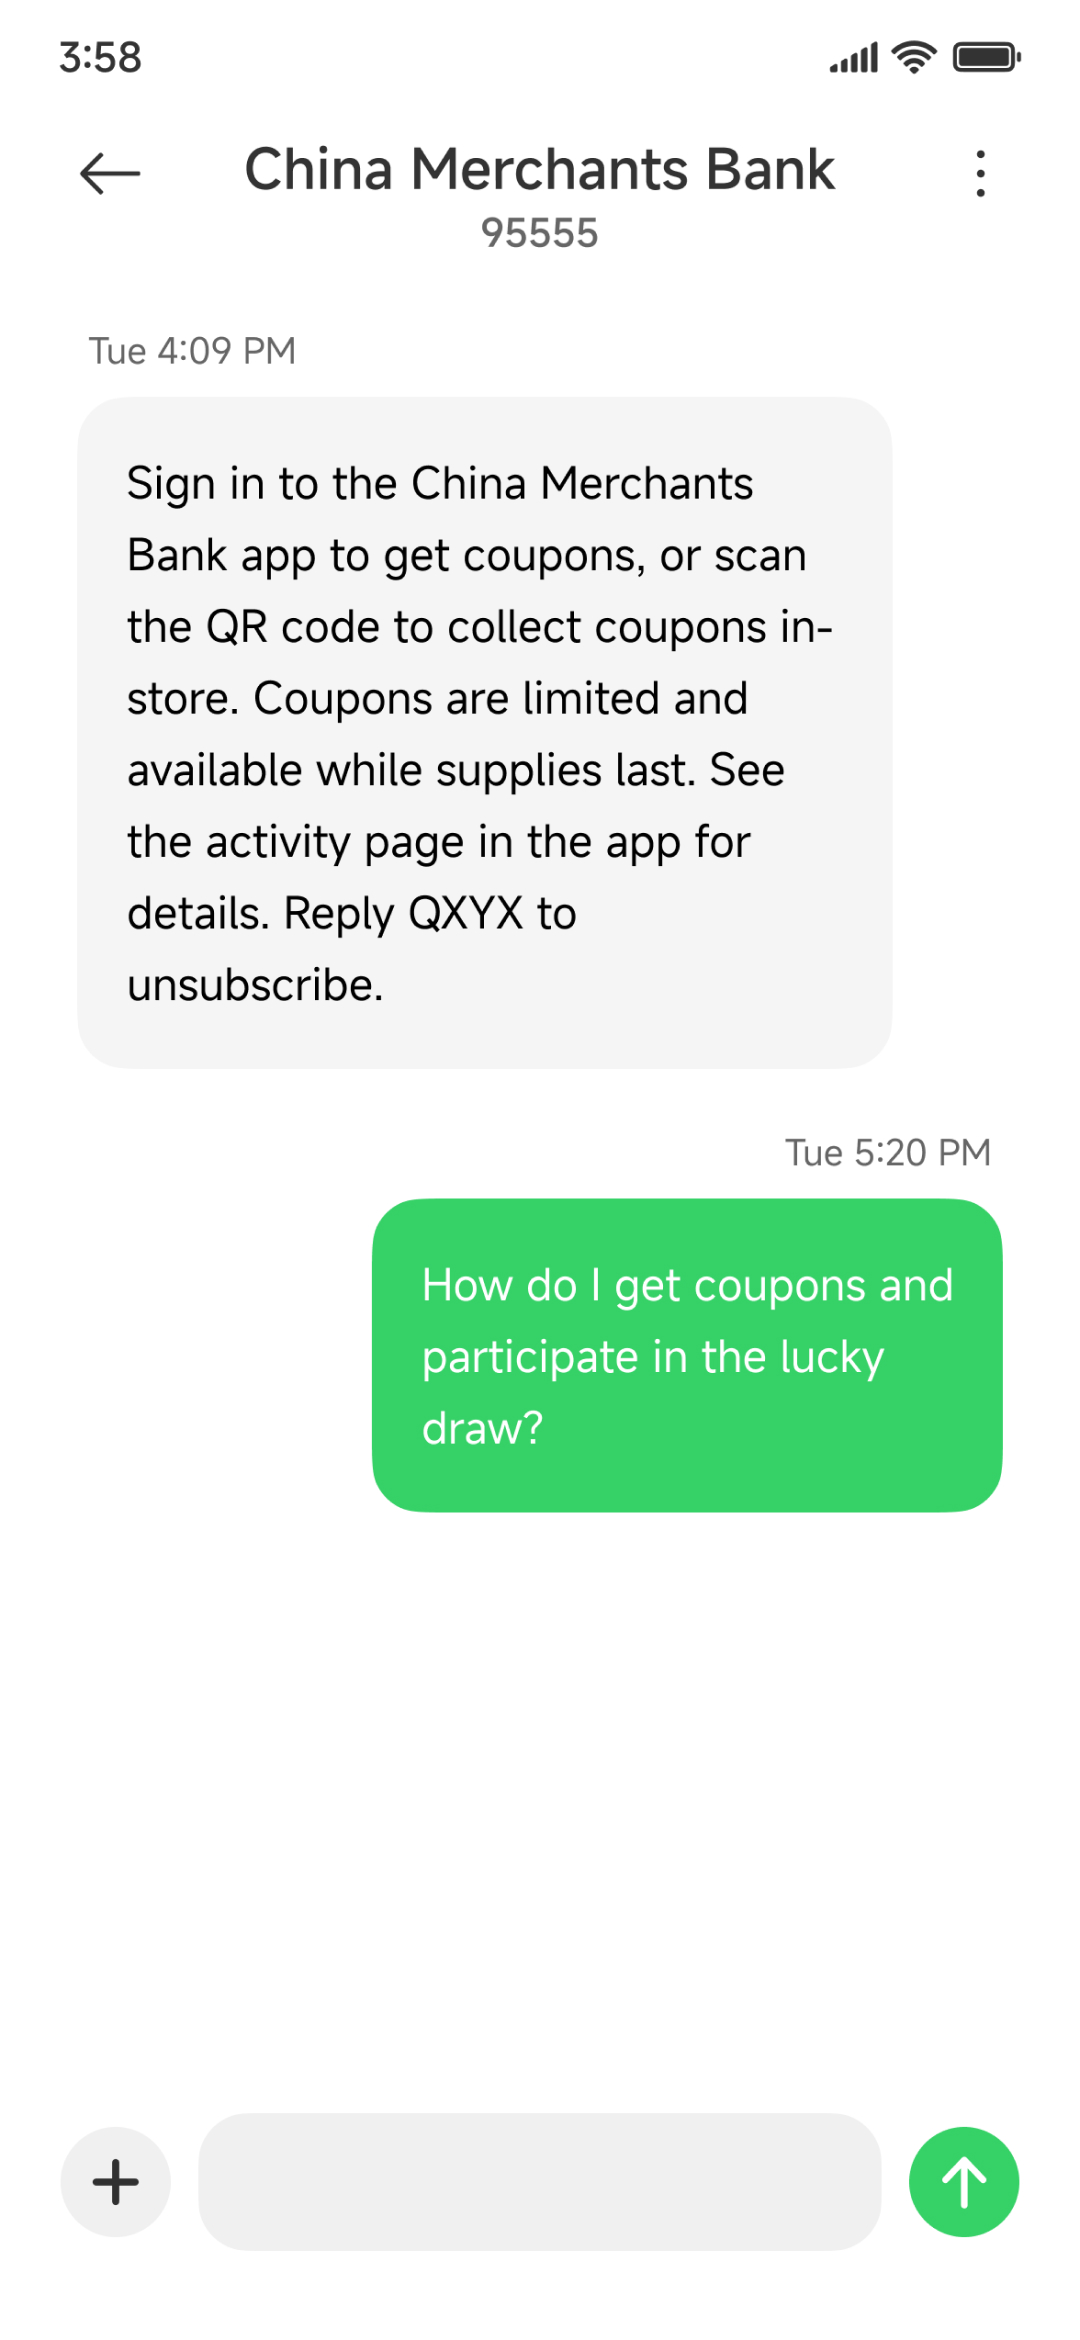 3:58
China Merchants Bank
95555
Tue 4:09 PM
Sign in to the China Merchants
Bank app to get coupons, or scan
the QR code to collect coupons in-
store. Coupons are limited and
available while supplies last. See
the activity page in the app for
details. Reply QXYX to
unsubscribe.
Tue 5:20 PM
How do I get coupons and
participate in the lucky
draw?